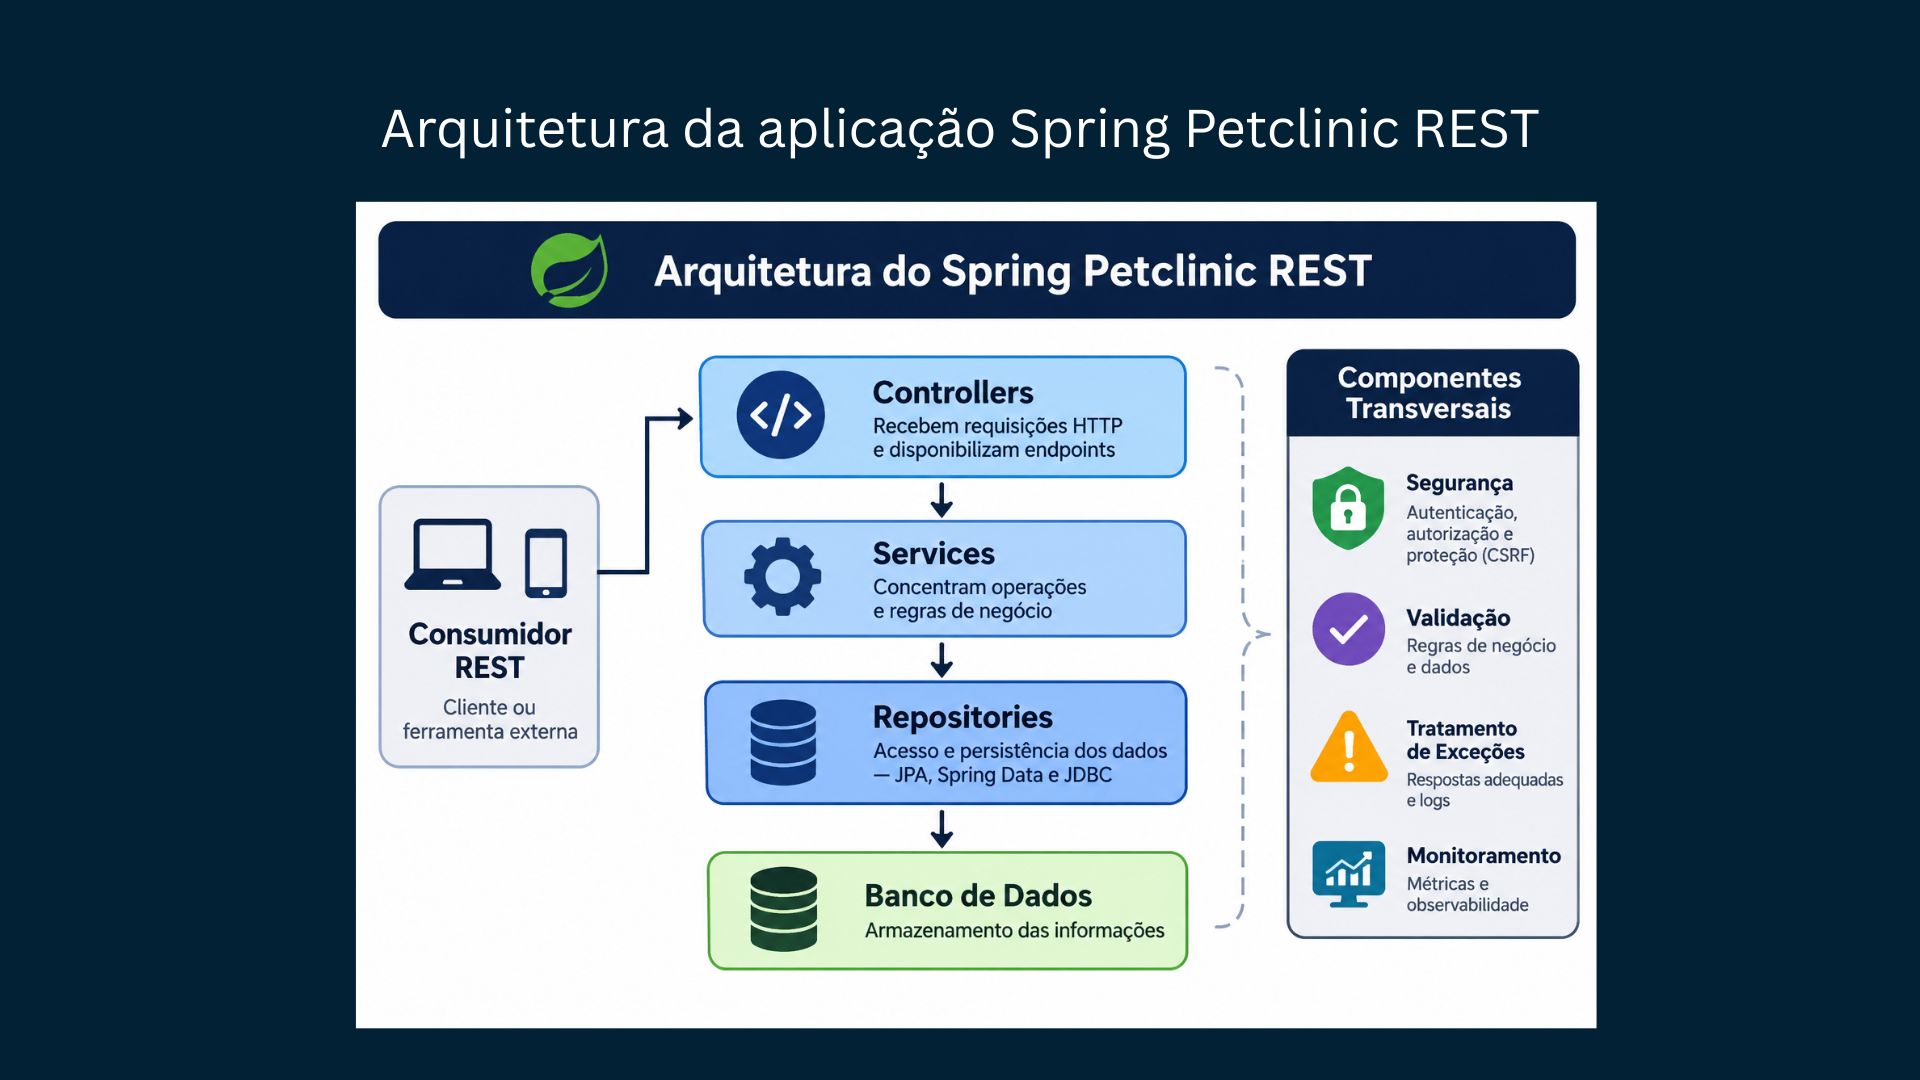 Arquitetura da aplicação Spring Petclinic REST
Arquitetura do Spring Petclinic REST
Consumidor
REST
Cliente ou
ferramenta externa
</>
Controllers
Recebem requisições HTTP
e disponibilizam endpoints
Services
Concentram operações
e regras de negócio
Repositories
Acesso e persistência dos dados
— JPA, Spring Data e JDBC
Banco de Dados
Armazenamento das informações
Componentes
Transversais
Segurança
Autenticação,
autorização e
proteção (CSRF)
Validação
Regras de negócio
e dados
Tratamento
de Exceções
Respostas adequadas
e logs
Monitoramento
Métricas e
observabilidade